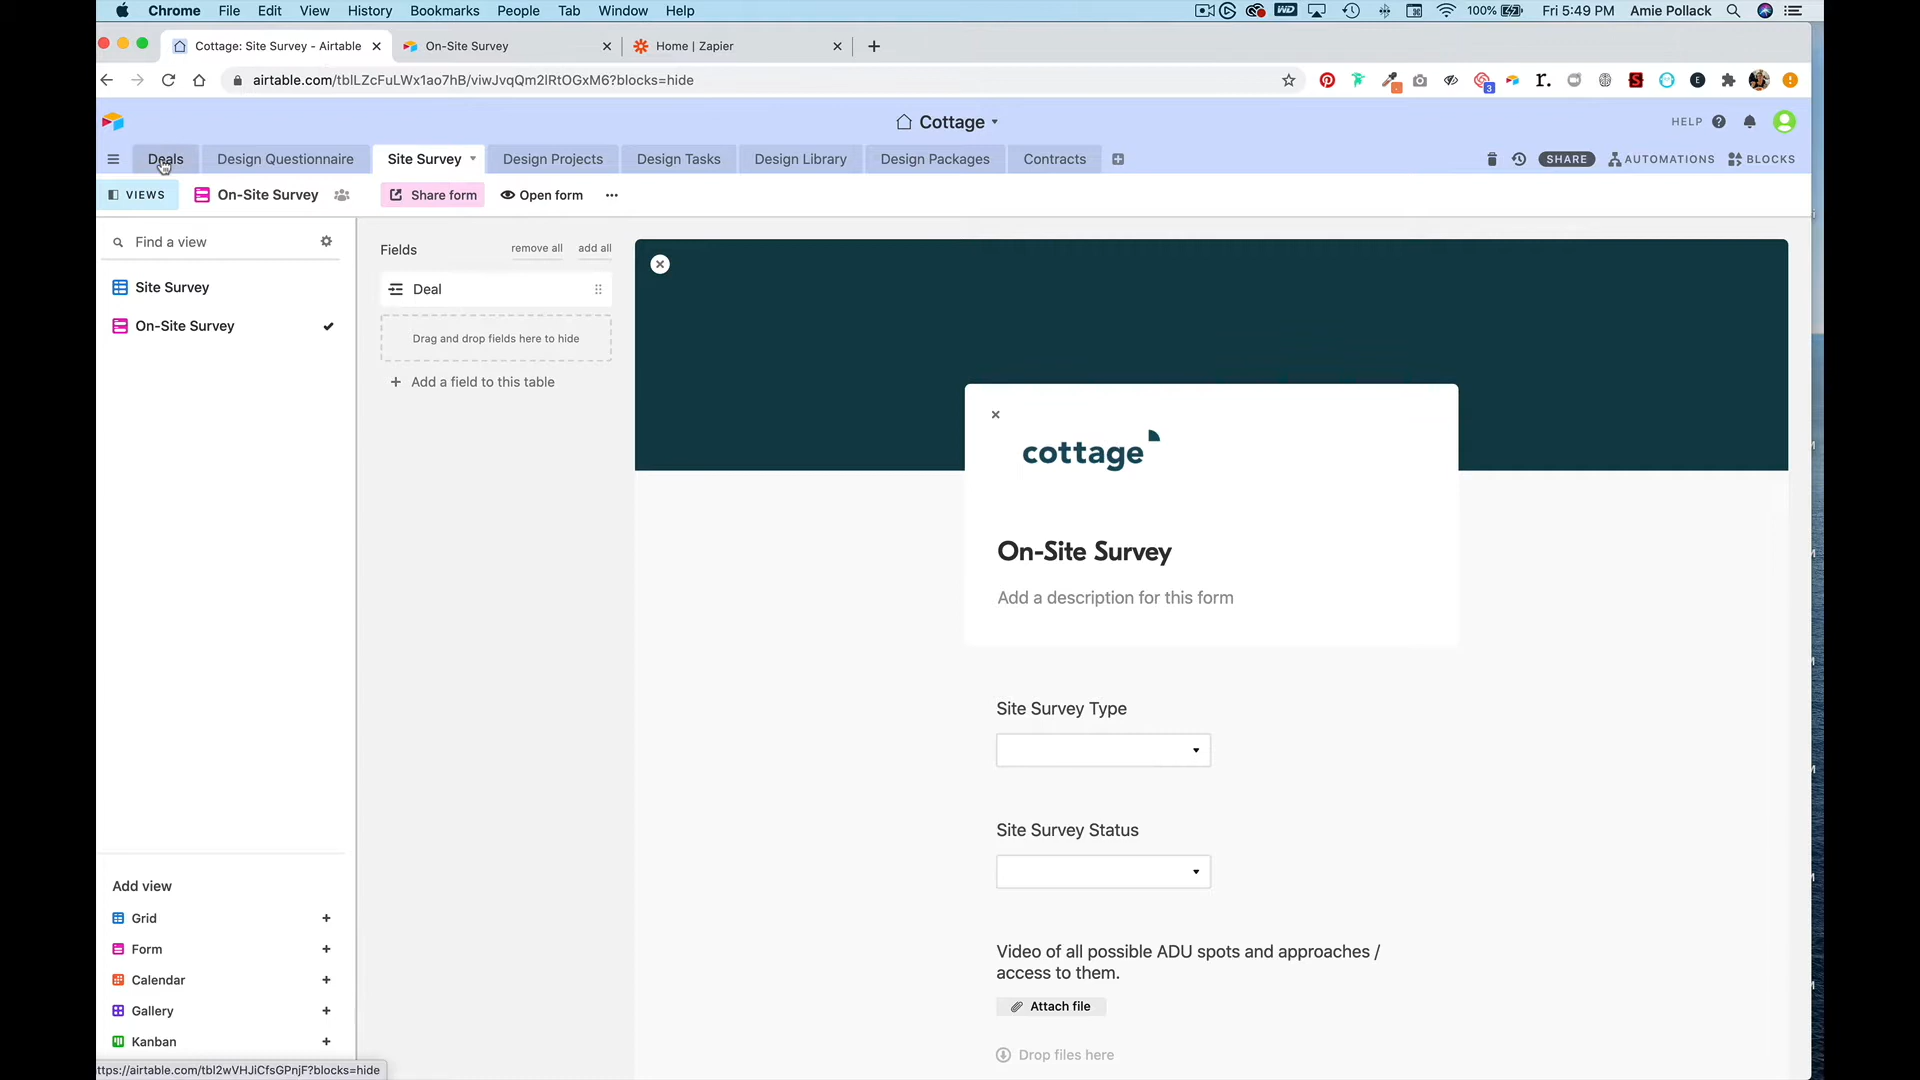 Chrome File Edit View History Bookmarks People Tab Window Help 100% Fri 5:49 PM Amie Pollack
Cottage: Site Survey - Airtable On-Site Survey Home | Zapier
airtable.com/tblLZcFuLWx1ao7hB/viwJvqQm2lRtOGxM6?blocks=hide
Cottage HELP
Deals Design Questionnaire Site Survey Design Projects Design Tasks Design Library Design Packages Contracts SHARE AUTOMATIONS BLOCKS
VIEWS On-Site Survey Share form Open form
Find a view
Site Survey
On-Site Survey
Fields remove all add all
Deal
Drag and drop fields here to hide
Add a field to this table
cottage
On-Site Survey
Add a description for this form
Site Survey Type
Site Survey Status
Video of all possible ADU spots and approaches /
access to them.
Attach file
Drop files here
Add view
Grid
Form
Calendar
Gallery
Kanban
ttps://airtable.com/tbl2wVHJiCfsGPnjF?blocks=hide